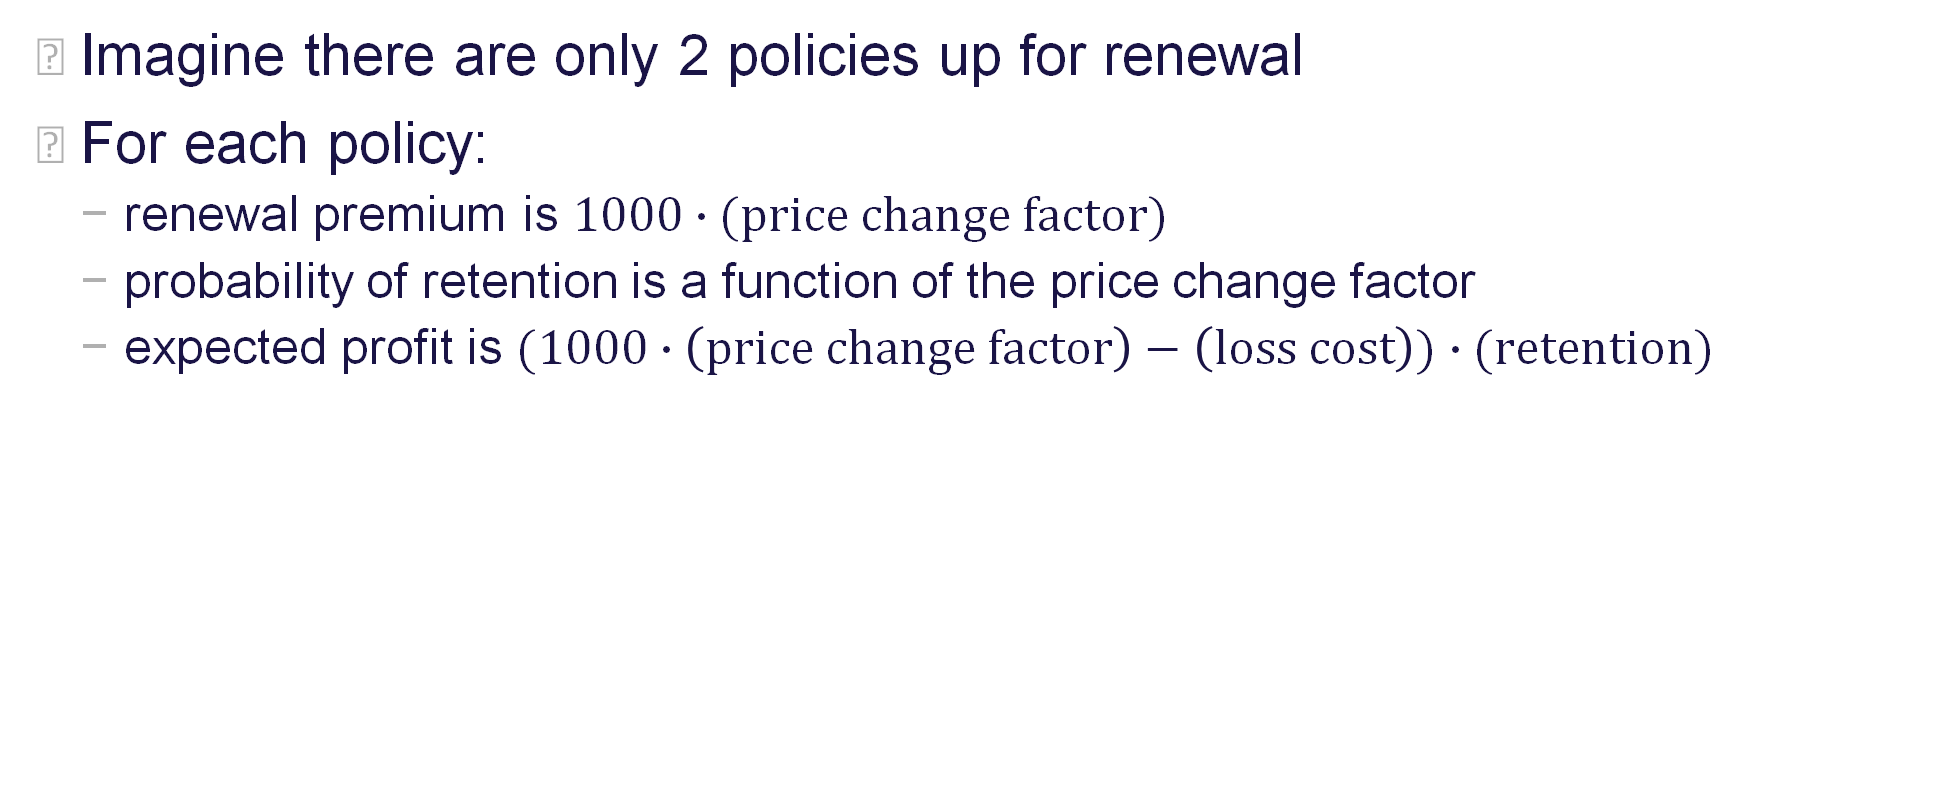 Imagine there are only 2 policies up for renewal
For each policy:
– renewal premium is 1000 · (price change factor)
– probability of retention is a function of the price change factor
– expected profit is (1000 · (price change factor) − (loss cost)) · (retention)